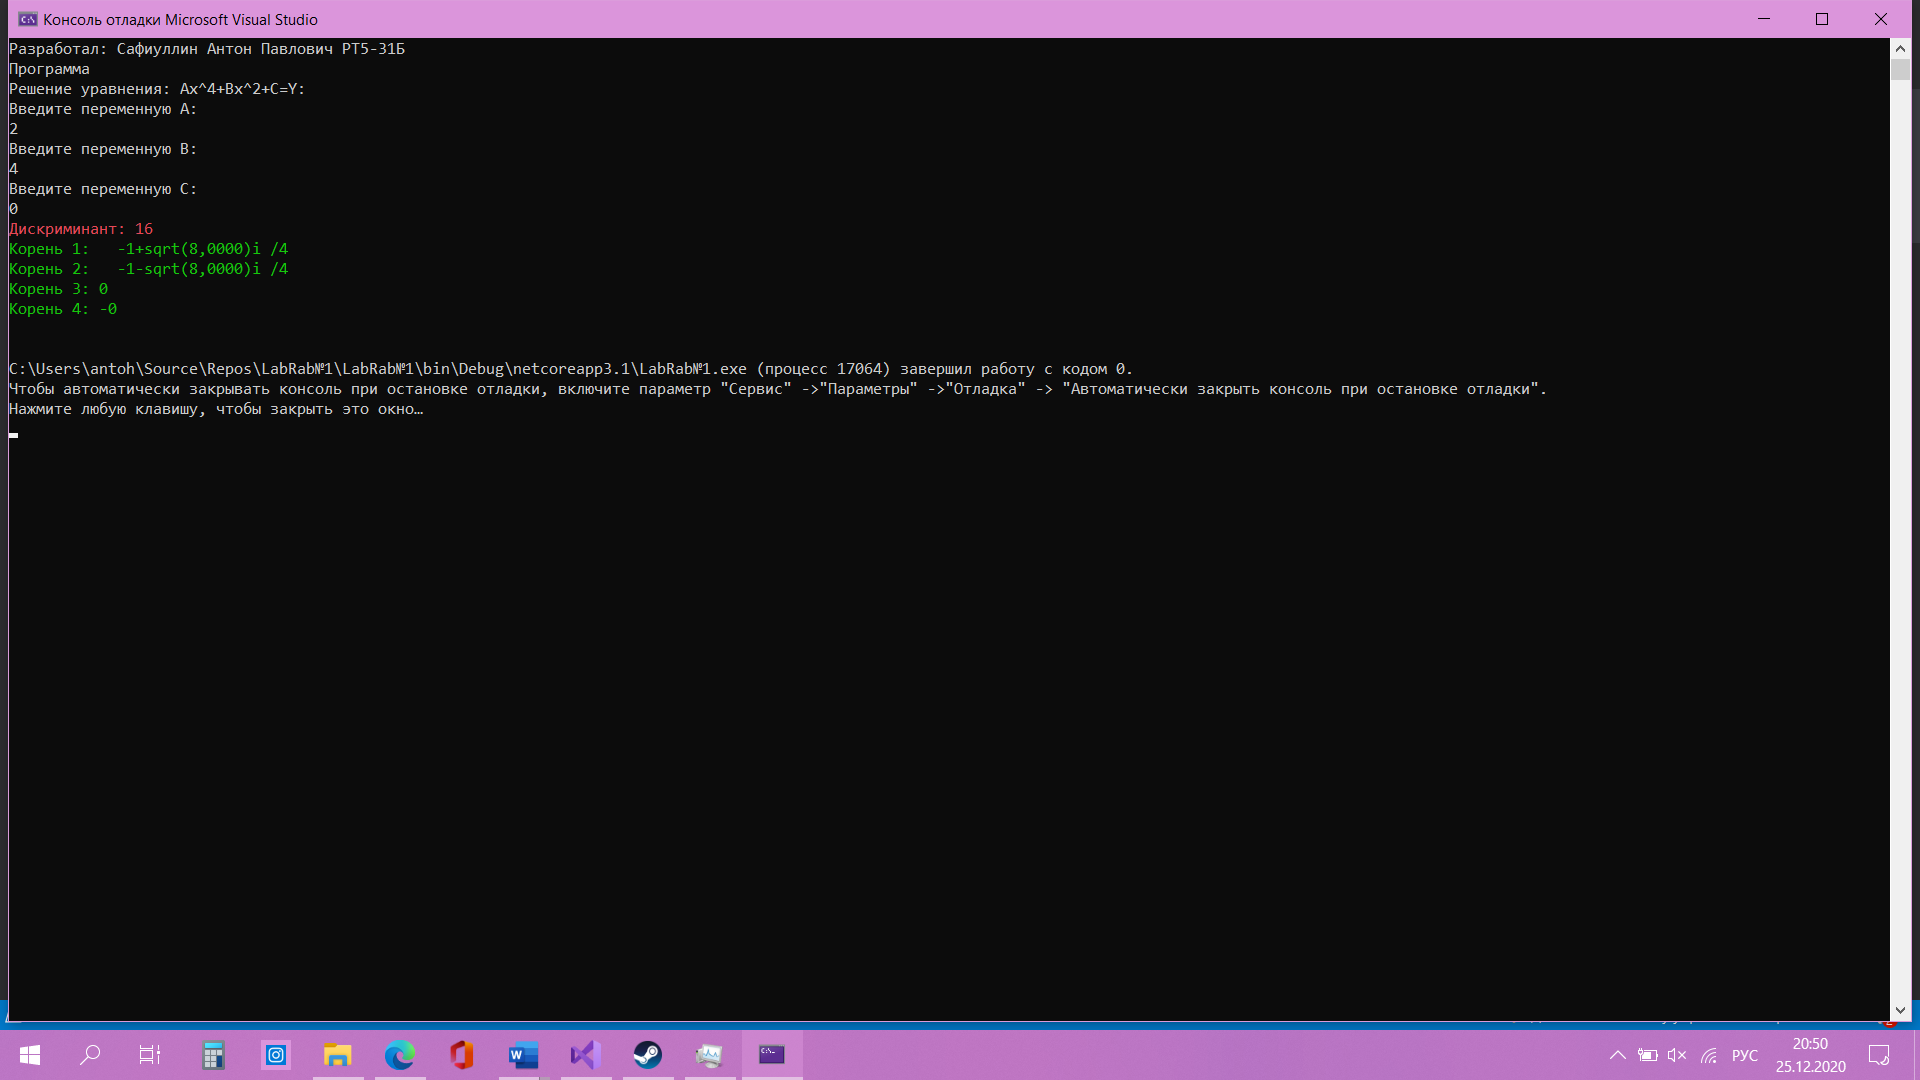 Консоль отладки Microsoft Visual Studio
Разработал: Сафиуллин Антон Павлович РТ5-31Б
Программа
Решение уравнения: Ax^4+Bx^2+C=Y:
Введите переменную A:
2
Введите переменную B:
4
Введите переменную C:
0
Дискриминант: 16
Корень 1:   -1+sqrt(8,0000)i /4
Корень 2:   -1-sqrt(8,0000)i /4
Корень 3: 0
Корень 4: -0
C:\Users\antoh\Source\Repos\LabRab№1\LabRab№1\bin\Debug\netcoreapp3.1\LabRab№1.exe (процесс 17064) завершил работу с кодом 0.
Чтобы автоматически закрывать консоль при остановке отладки, включите параметр "Сервис" ->"Параметры" ->"Отладка" -> "Автоматически закрыть консоль при остановке отладки".
Нажмите любую клавишу, чтобы закрыть это окно…
РУС
20:50
25.12.2020